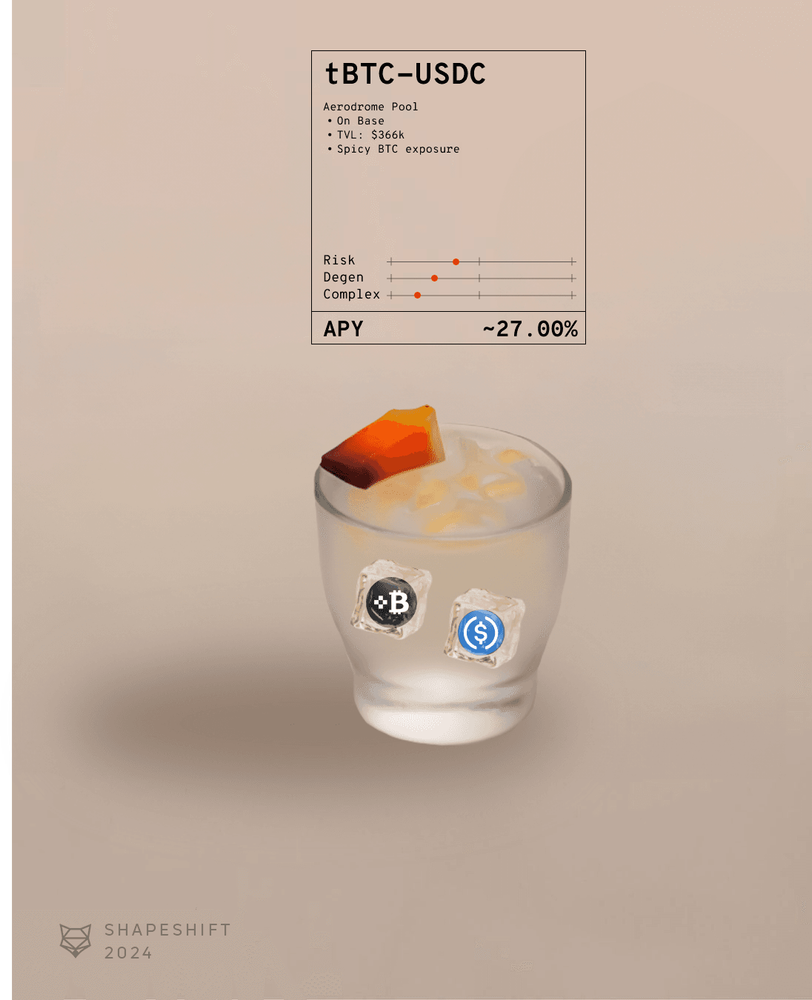 tBTC-USDC
Aerodrome Pool
• On Base
• TVL: $366k
• Spicy BTC exposure
Risk
Degen
Complex
APY ~27.00%
B
$
SHAPESHIFT
2024